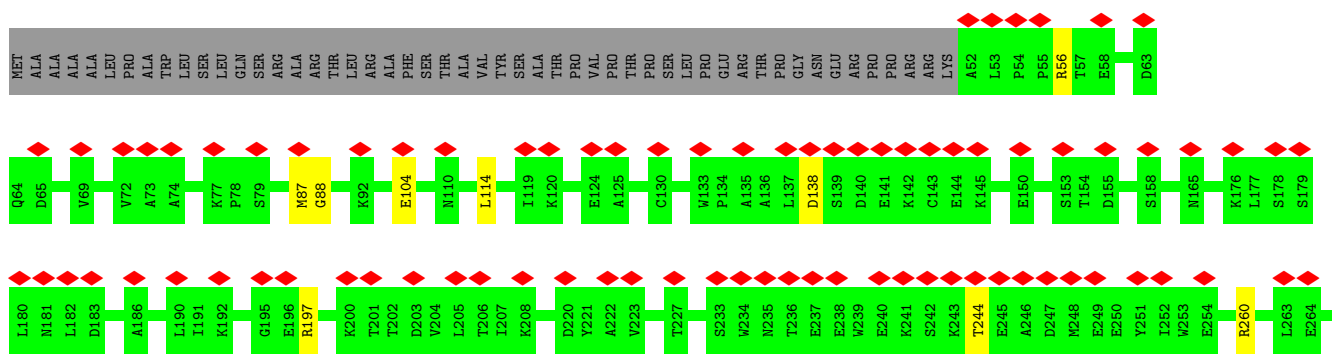 MET ALA ALA ALA ALA LEU PRO ALA TRP LEU SER LEU GLN SER ARG ALA ARG THR LEU ARG ALA PHE SER THR ALA VAL TYR SER ALA THR PRO VAL PRO THR PRO SER LEU PRO GLU ARG THR PRO GLY ASN GLU ARG PRO PRO ARG ARG LYS A52 L53 P54 P55 R56 T57 E58 D63
Q64 D65 V69 V72 A73 A74 K77 P78 S79 M87 G88 K92 E104 N110 L114 I119 K120 E124 A125 C130 W133 P134 A135 A136 L137 D138 S139 D140 E141 K142 C143 E144 K145 E150 S153 T154 D155 S158 N165 K176 L177 S178 S179
L180 N181 L182 D183 A186 L190 I191 K192 G195 E196 R197 K200 T201 T202 D203 V204 L205 T206 I207 K208 D220 Y221 A222 V223 T227 S233 W234 N235 T236 E237 E238 W239 E240 K241 S242 K243 T244 E245 A246 D247 M248 E249 E250 Y251 I252 W253 E254 R260 L263 E264